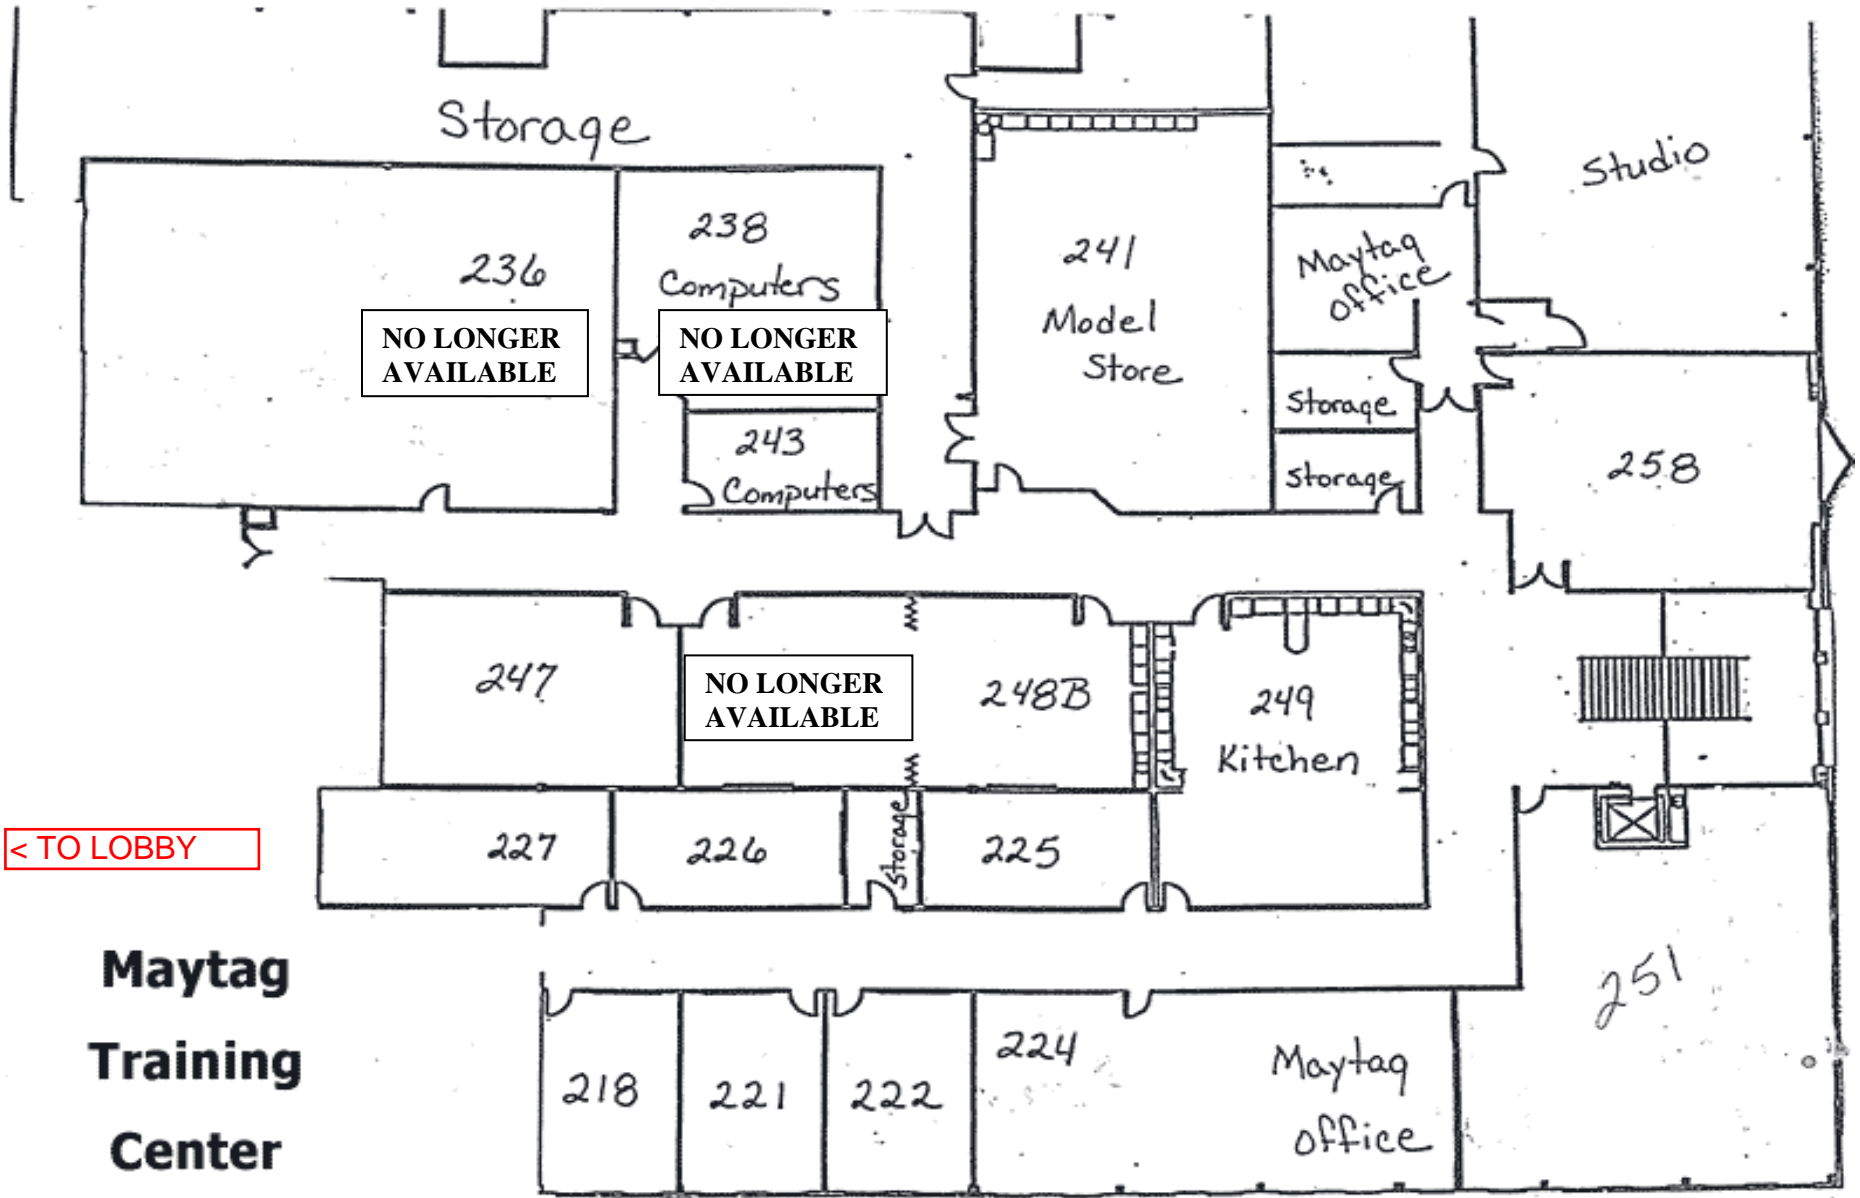 Storage
Studio
236
NO LONGER
AVAILABLE
238
Computers
NO LONGER
AVAILABLE
243
Computers
241
Model
Store
Maytag
office
Storage
Storage
258
247
NO LONGER
AVAILABLE
248B
249
Kitchen
227
226
Storage
225
< TO LOBBY
251
Maytag
Training
Center
218
221
222
224
Maytag
office